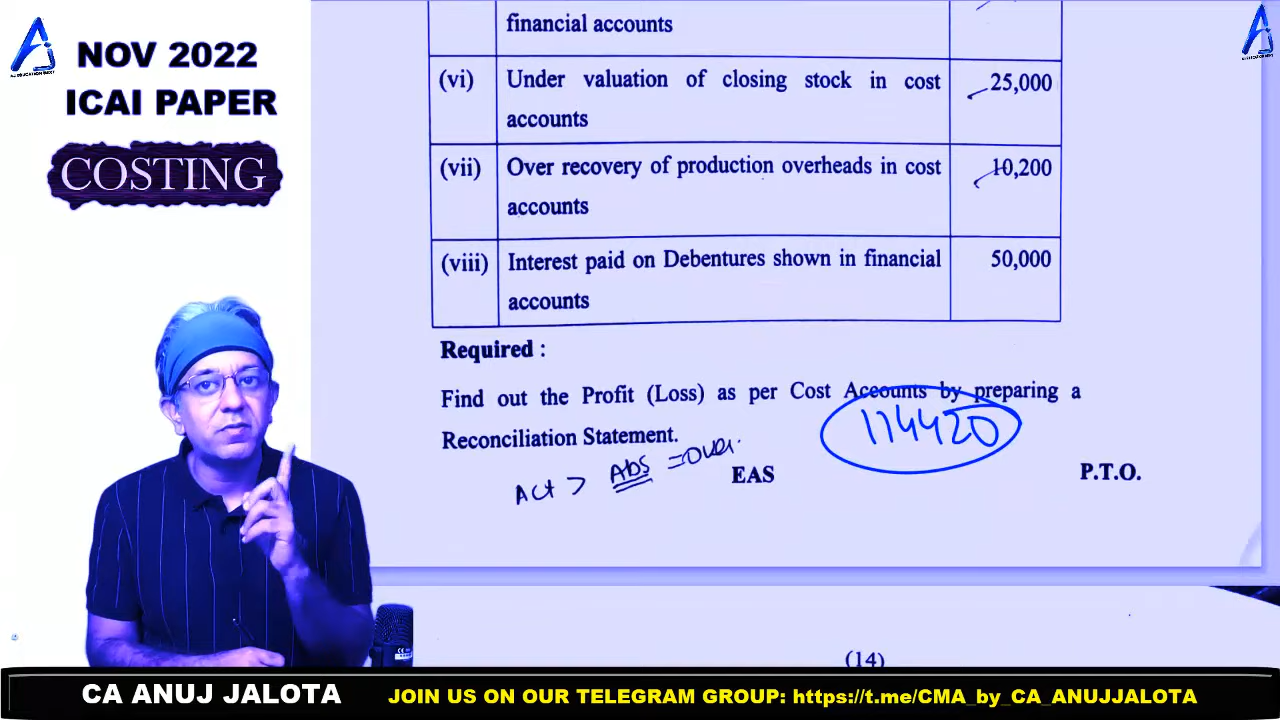 NOV 2022
ICAI PAPER
COSTING
financial accounts
(vi) Under valuation of closing stock in cost accounts 25,000
(vii) Over recovery of production overheads in cost accounts 10,200
(viii) Interest paid on Debentures shown in financial accounts 50,000
Required :
Find out the Profit (Loss) as per Cost Accounts by preparing a
Reconciliation Statement.
114420
Act > Abs = Over
EAS
P.T.O.
(14)
CA ANUJ JALOTA
JOIN US ON OUR TELEGRAM GROUP: https://t.me/CMA_by_CA_ANUJJALOTA